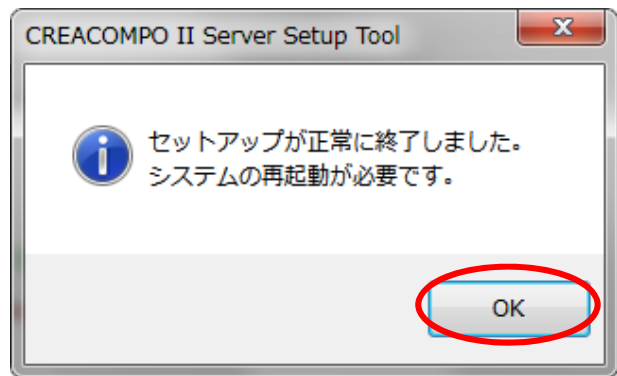 CREACOMPO II Server Setup Tool
セットアップが正常に終了しました。
システムの再起動が必要です。
OK